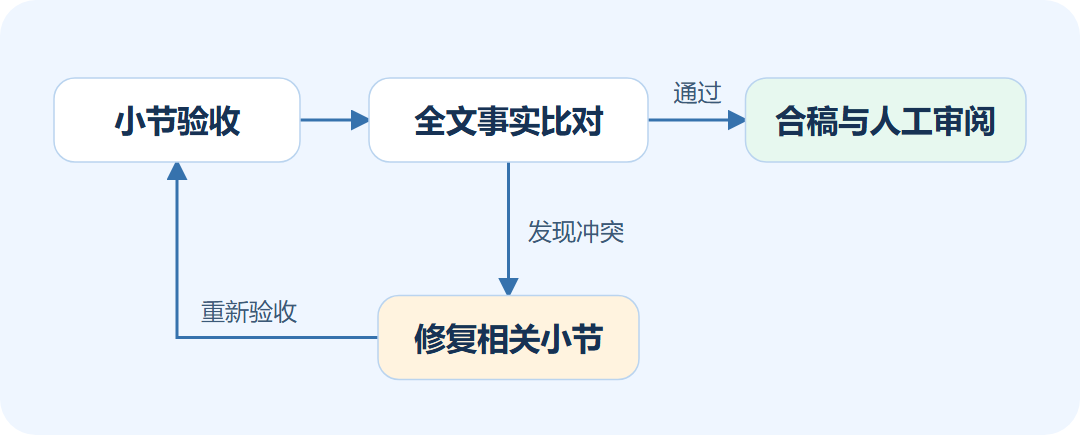 小节验收
全文事实比对
通过
合稿与人工审阅
发现冲突
重新验收
修复相关小节